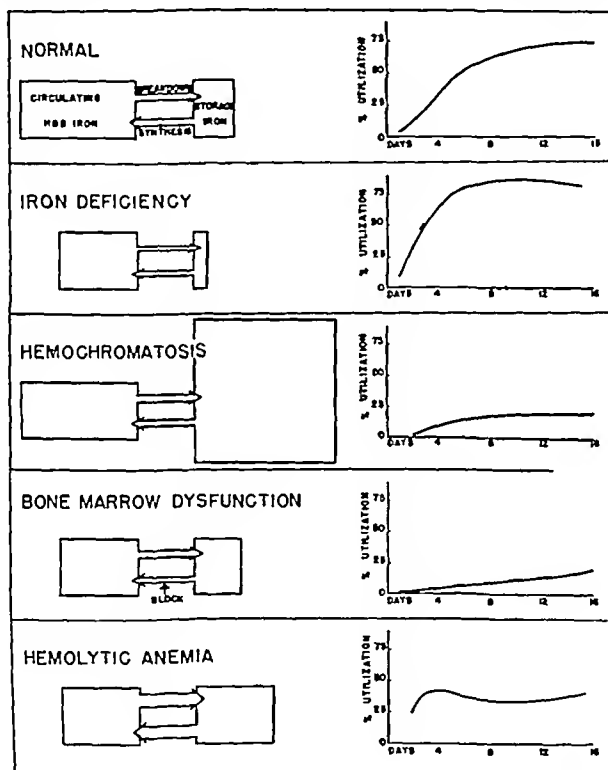 NORMAL
CIRCULATING
HGB IRON
BREAKDOWN
STORAGE
IRON
SYNTHESIS
% UTILIZATION
75
50
25
0
DAYS 4 8 12 16
IRON DEFICIENCY
% UTILIZATION
75
50
25
0
DAYS 4 8 12 16
HEMOCHROMATOSIS
% UTILIZATION
75
50
25
0
DAYS 4 8 12 16
BONE MARROW DYSFUNCTION
BLOCK
% UTILIZATION
75
50
25
0
DAYS 4 8 12 16
HEMOLYTIC ANEMIA
% UTILIZATION
75
50
25
0
DAYS 4 8 12 16